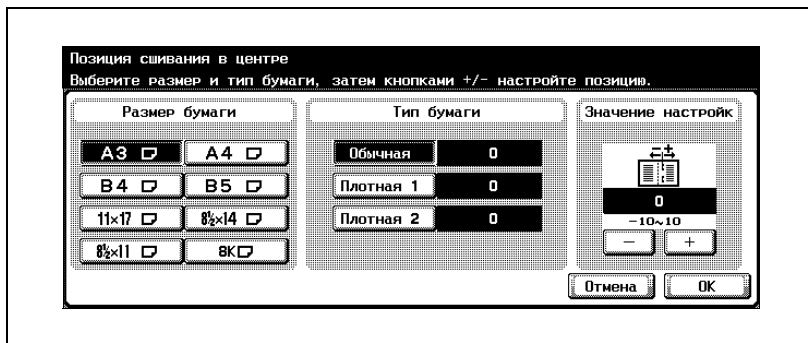 Позиция сшивания в центре
Выберите размер и тип бумаги, затем кнопками +/- настройте позицию.
Размер бумаги
Тип бумаги
Значение настройк
A3
A4
Обычная 0
B4
B5
Плотная 1 0
0
11×17
8½×14
Плотная 2 0
-10~10
8½×11
8K
- +
Отмена
OK